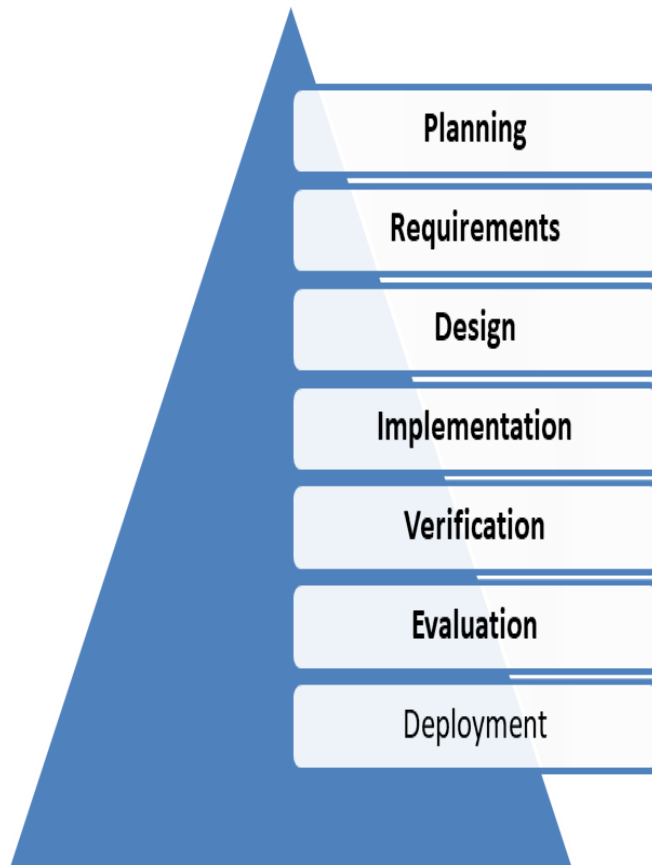 Planning
Requirements
Design
Implementation
Verification
Evaluation
Deployment